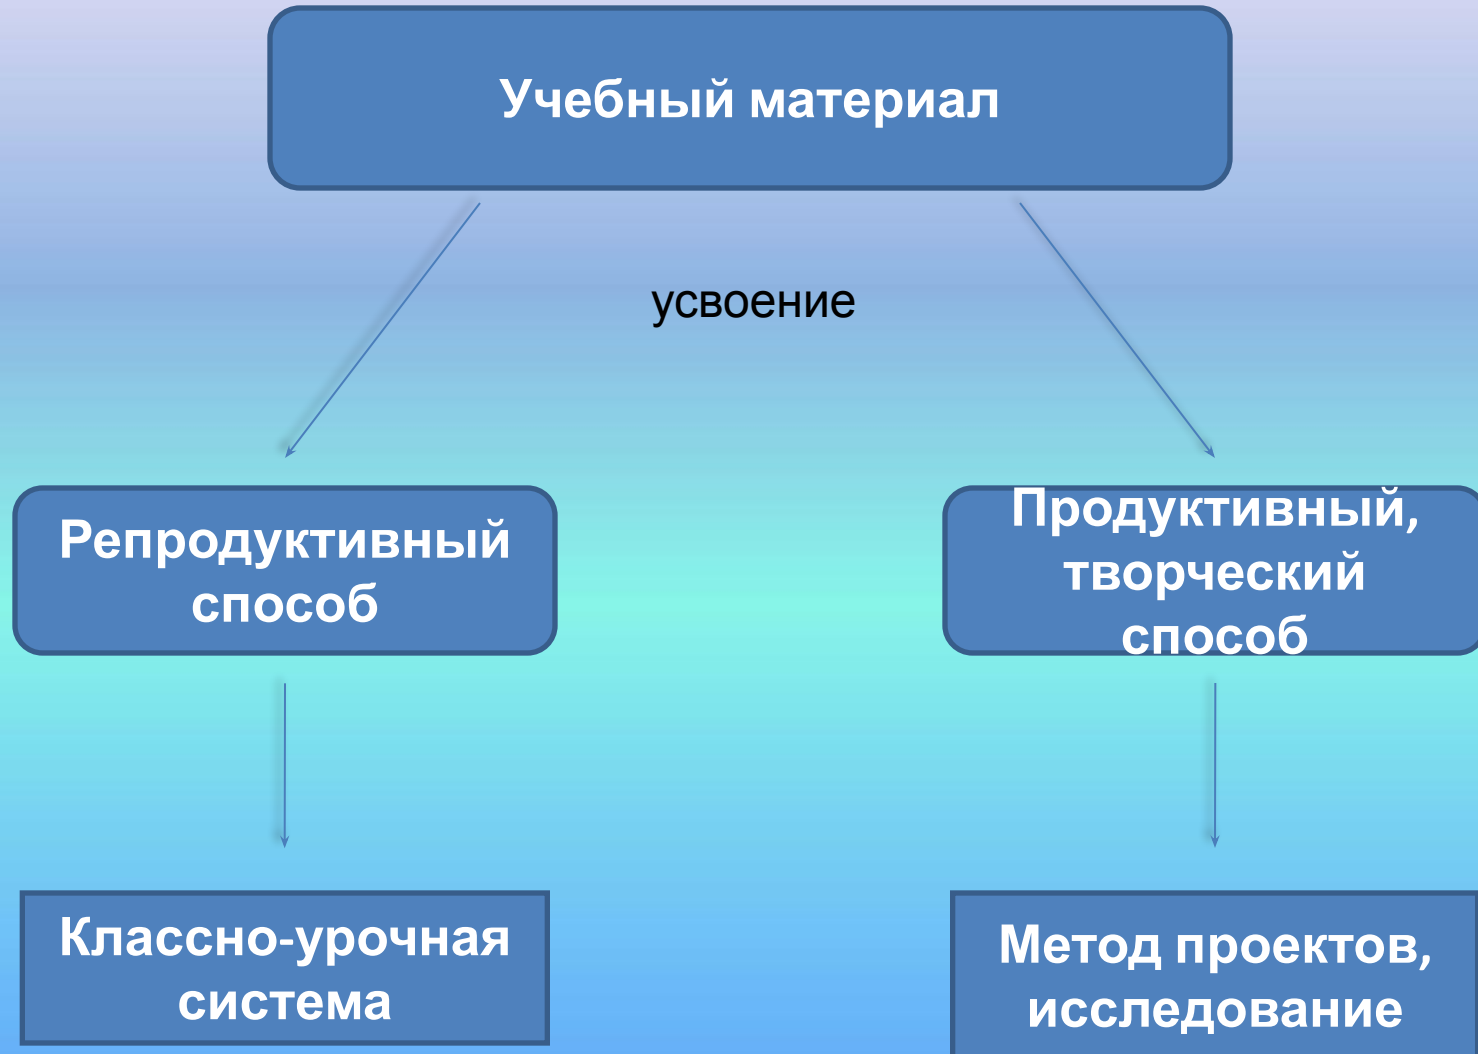 Учебный материал
усвоение
Репродуктивный
способ
Продуктивный,
творческий
способ
Классно-урочная
система
Метод проектов,
исследование